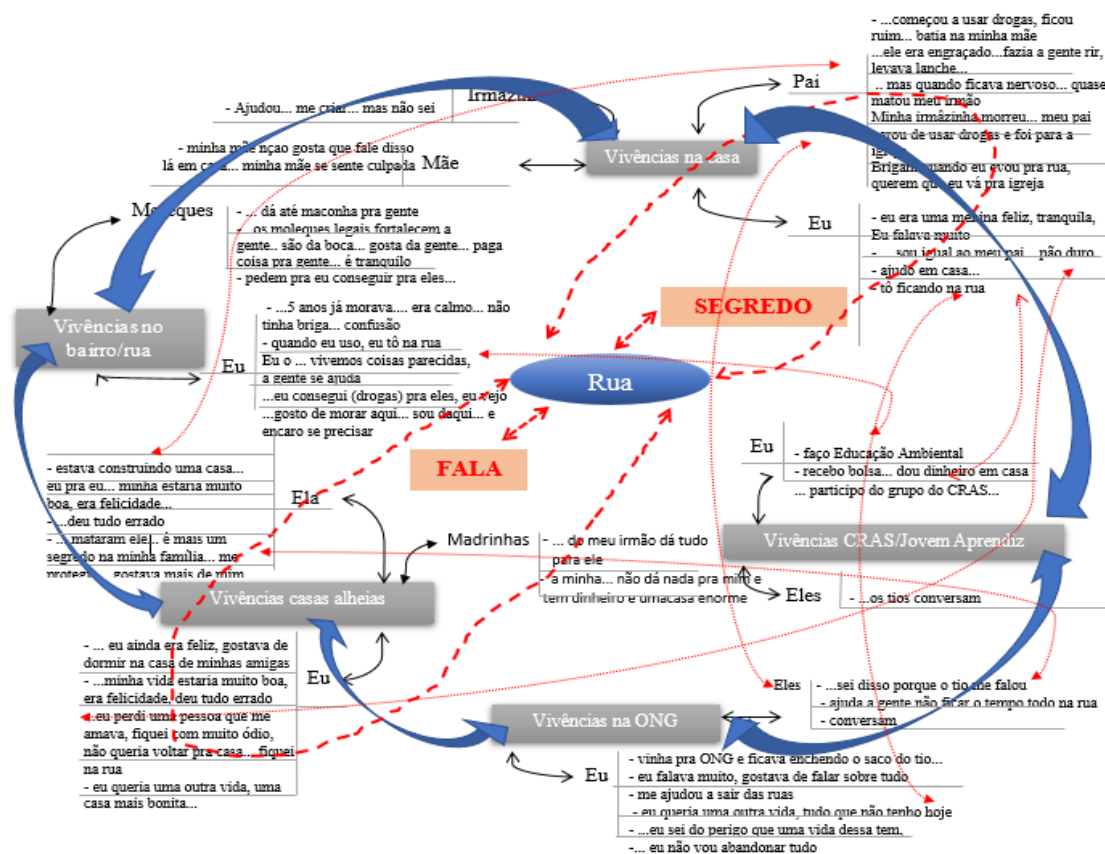 - ...começou a usar drogas, ficou
ruim... batia na minha mãe
...ele era engraçado...fazia a gente rir,
levava lanche...
.. mas quando ficava nervoso... quase
matou meu irmão
Minha irmâzinha morreu... meu pai
de usar drogas e foi para a
quando eu vou pra rua,
querem que eu vá pra igreja
Pai
- Ajudou... me criar... mas não sei
- minha mãe nçao gosta que fale disso
lá em casa... minha mãe se sente culpada
Mãe
Vivências na casa
Eu
- eu era uma menina feliz, tranquila,
Eu falava muito
- ... sou igual ao meu pai... não duro
- ajudo em casa...
- tô ficando na rua
Moleques
- ... dá até maconha pra gente
- ...os moleques legais fortalecem a
gente.. são da boca... gosta da gente... paga
coisa pra gente... é tranquilo
- pedem pra eu conseguir pra eles...
Vivências no
bairro/rua
Eu
- ...5 anos já morava.... era calmo... não
tinha briga... confusão
- quando eu uso, eu tô na rua
Eu o ... vivemos coisas parecidas,
a gente se ajuda
...eu consegui (drogas) pra eles, eu vejo
...gosto de morar aqui... sou daqui... e
encaro se precisar
SEGREDO
Rua
FALA
- estava construindo uma casa...
eu pra eu... minha estaria muito
boa, era felicidade...
- ...deu tudo errado
- ...mataram ele... é mais um
segredo na minha família... me
gostava mais de mim
Ela
Madrinhas
- ... do meu irmão dá tudo
para ele
- a minha... não dá nada pra mim e
tem dinheiro e umacasa enorme
Eu
- faço Educação Ambiental
- recebo bolsa... dou dinheiro em casa
... participo do grupo do CRAS...
Vivências CRAS/Jovem Aprendiz
Eles
- ...os tios conversam
Vivências casas alheias
- ... eu ainda era feliz, gostava de
dormir na casa de minhas amigas
- ...minha vida estaria muito boa,
era felicidade, deu tudo errado
...eu perdi uma pessoa que me
amava, fiquei com muito ódio,
não queria voltar pra casa... fiquei
na rua
- eu queria uma outra vida, uma
casa mais bonita...
Eu
Eles
- ...sei disso porque o tio me falou
- ajuda a gente não ficar o tempo todo na rua
- conversam
Vivências na ONG
Eu
- vinha pra ONG e ficava enchendo o saco do tio...
- eu falava muito, gostava de falar sobre tudo
- me ajudou a sair das ruas
- eu queria uma outra vida, tudo que não tenho hoje
- ...eu sei do perigo que uma vida dessa tem,
-... eu não vou abandonar tudo